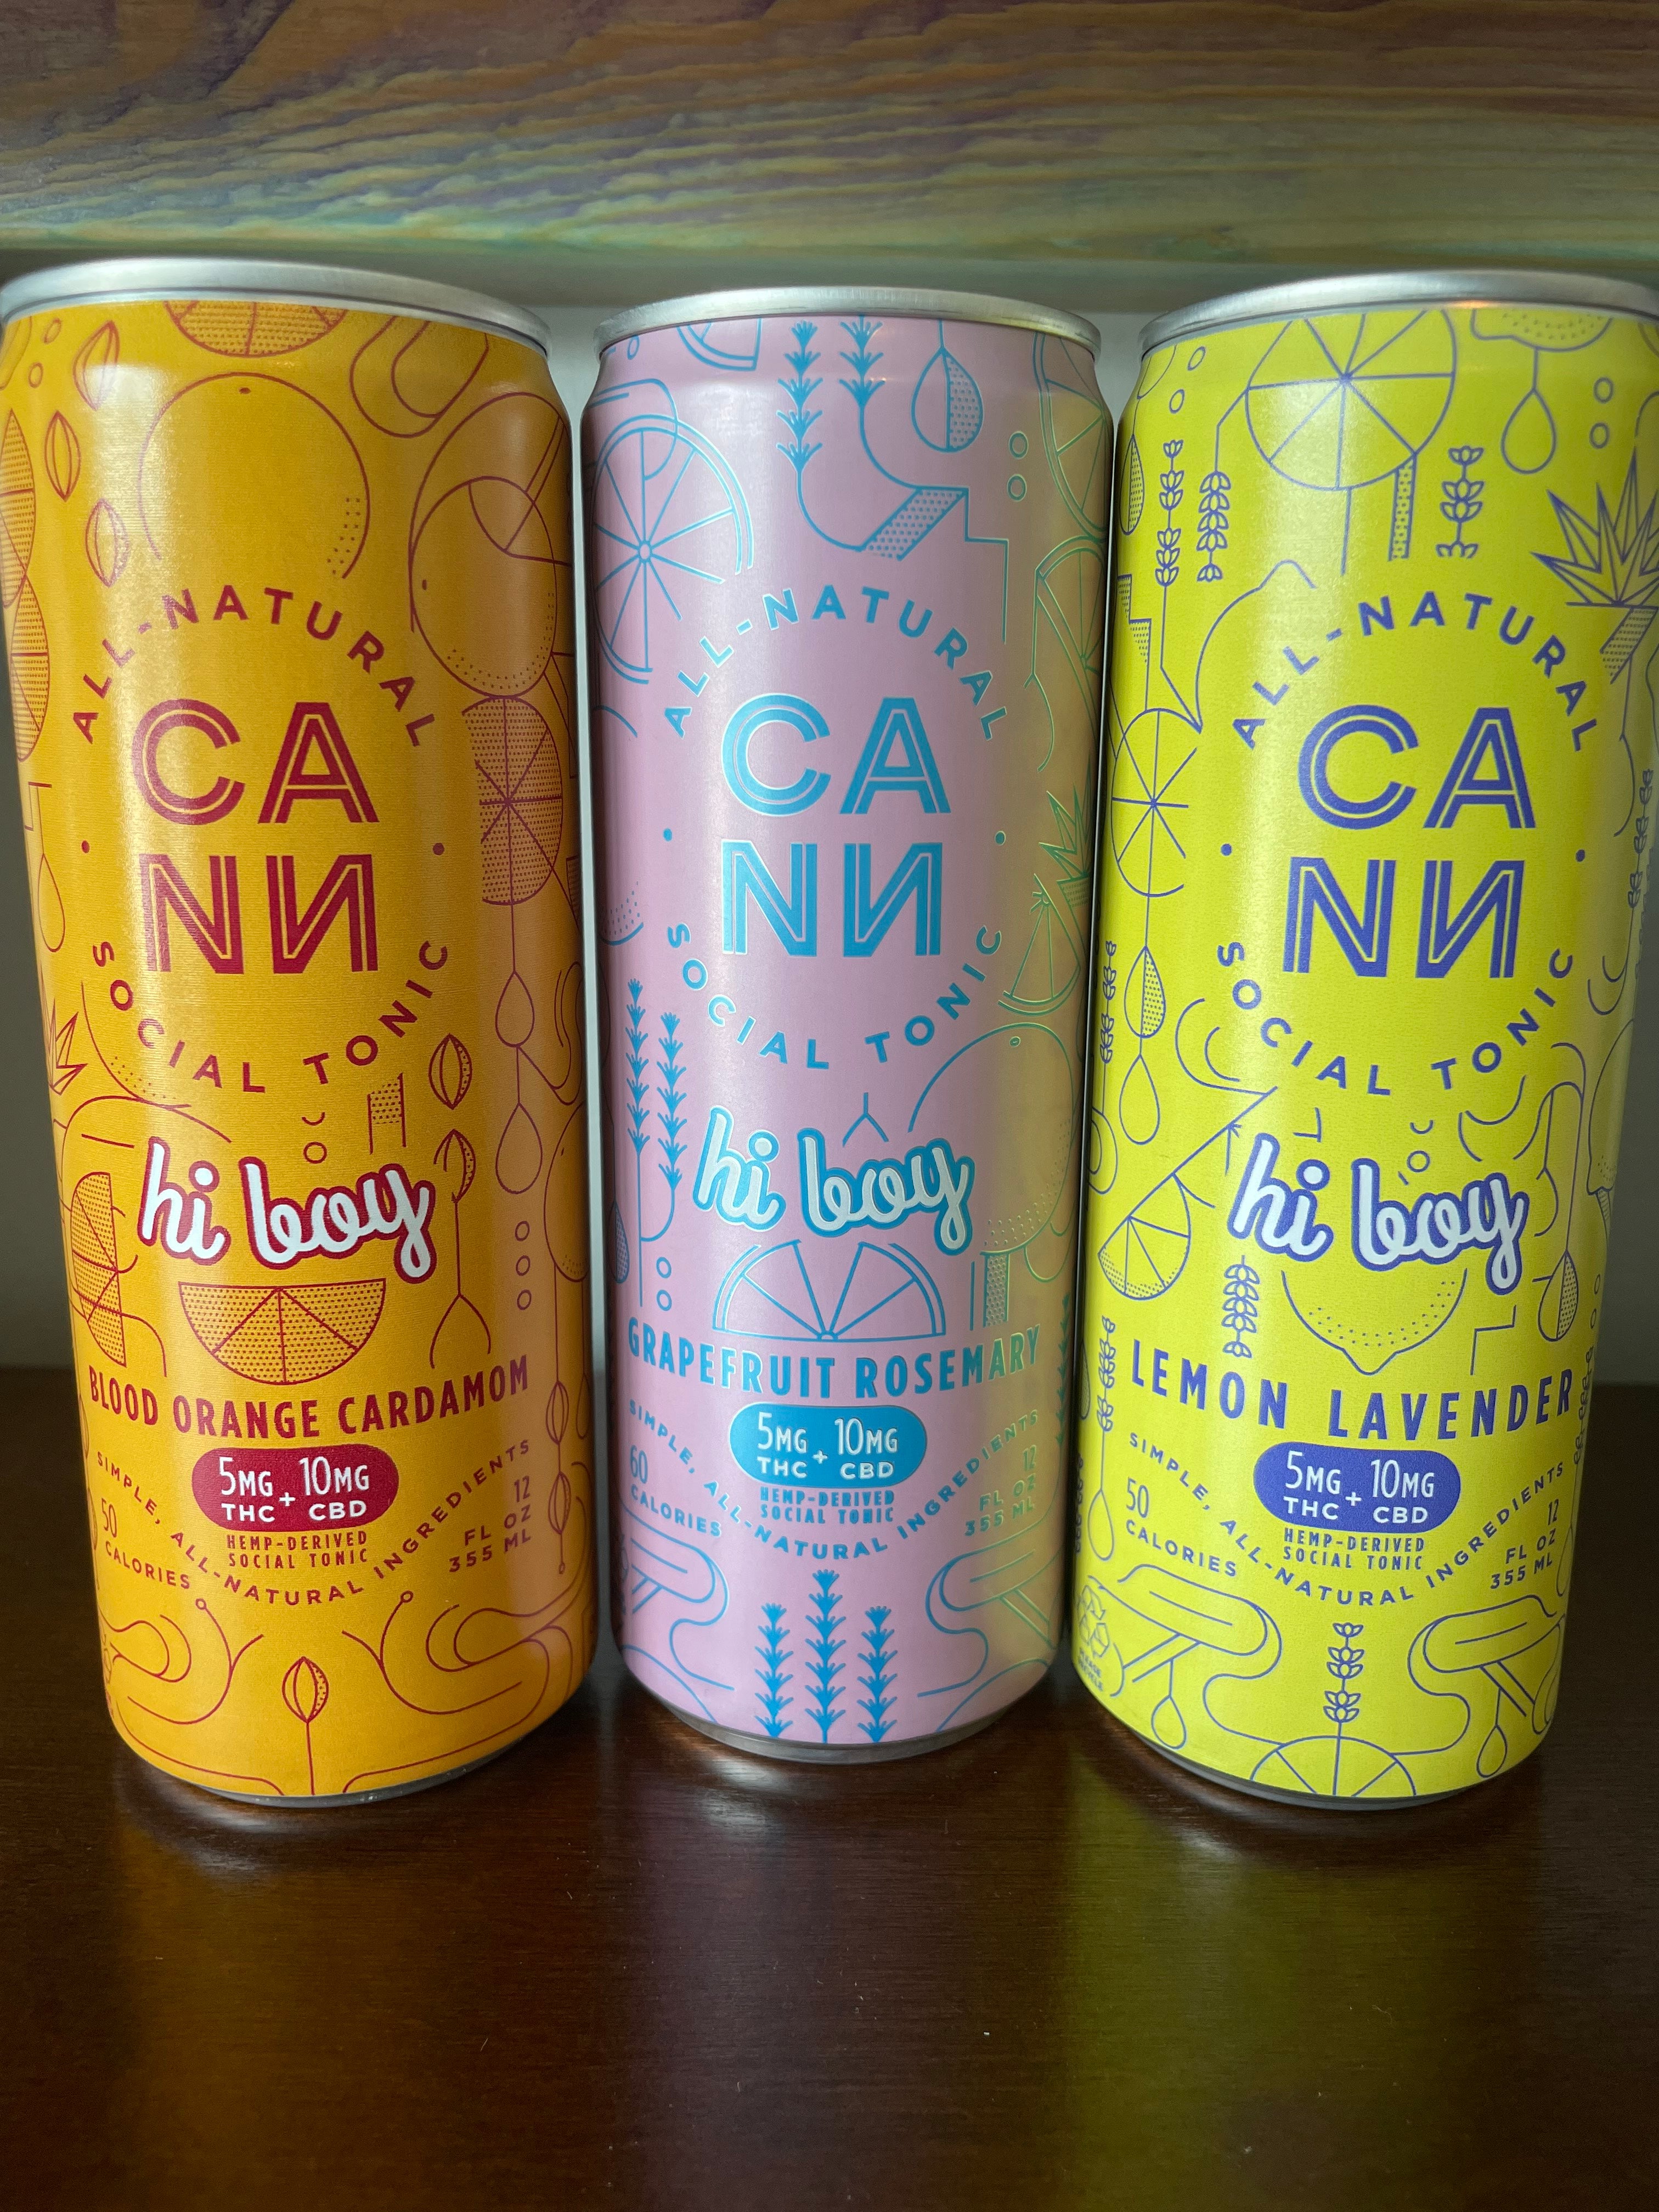 ALL-NATURAL
CA
NN
SOCIAL TONIC
hi boy
BLOOD ORANGE CARDAMOM
SIMPLE, ALL-NATURAL INGREDIENTS
5MG THC + 10MG CBD
HEMP-DERIVED
SOCIAL TONIC
50
CALORIES
12
FL OZ
355 ML
ALL-NATURAL
CA
NN
SOCIAL TONIC
hi boy
GRAPEFRUIT ROSEMARY
SIMPLE, ALL-NATURAL INGREDIENTS
5MG THC + 10MG CBD
HEMP-DERIVED
SOCIAL TONIC
60
CALORIES
12
FL OZ
355 ML
ALL-NATURAL
CA
NN
SOCIAL TONIC
hi boy
LEMON LAVENDER
SIMPLE, ALL-NATURAL INGREDIENTS
5MG THC + 10MG CBD
HEMP-DERIVED
SOCIAL TONIC
50
CALORIES
12
FL OZ
355 ML
PLEASE
RECYCLE